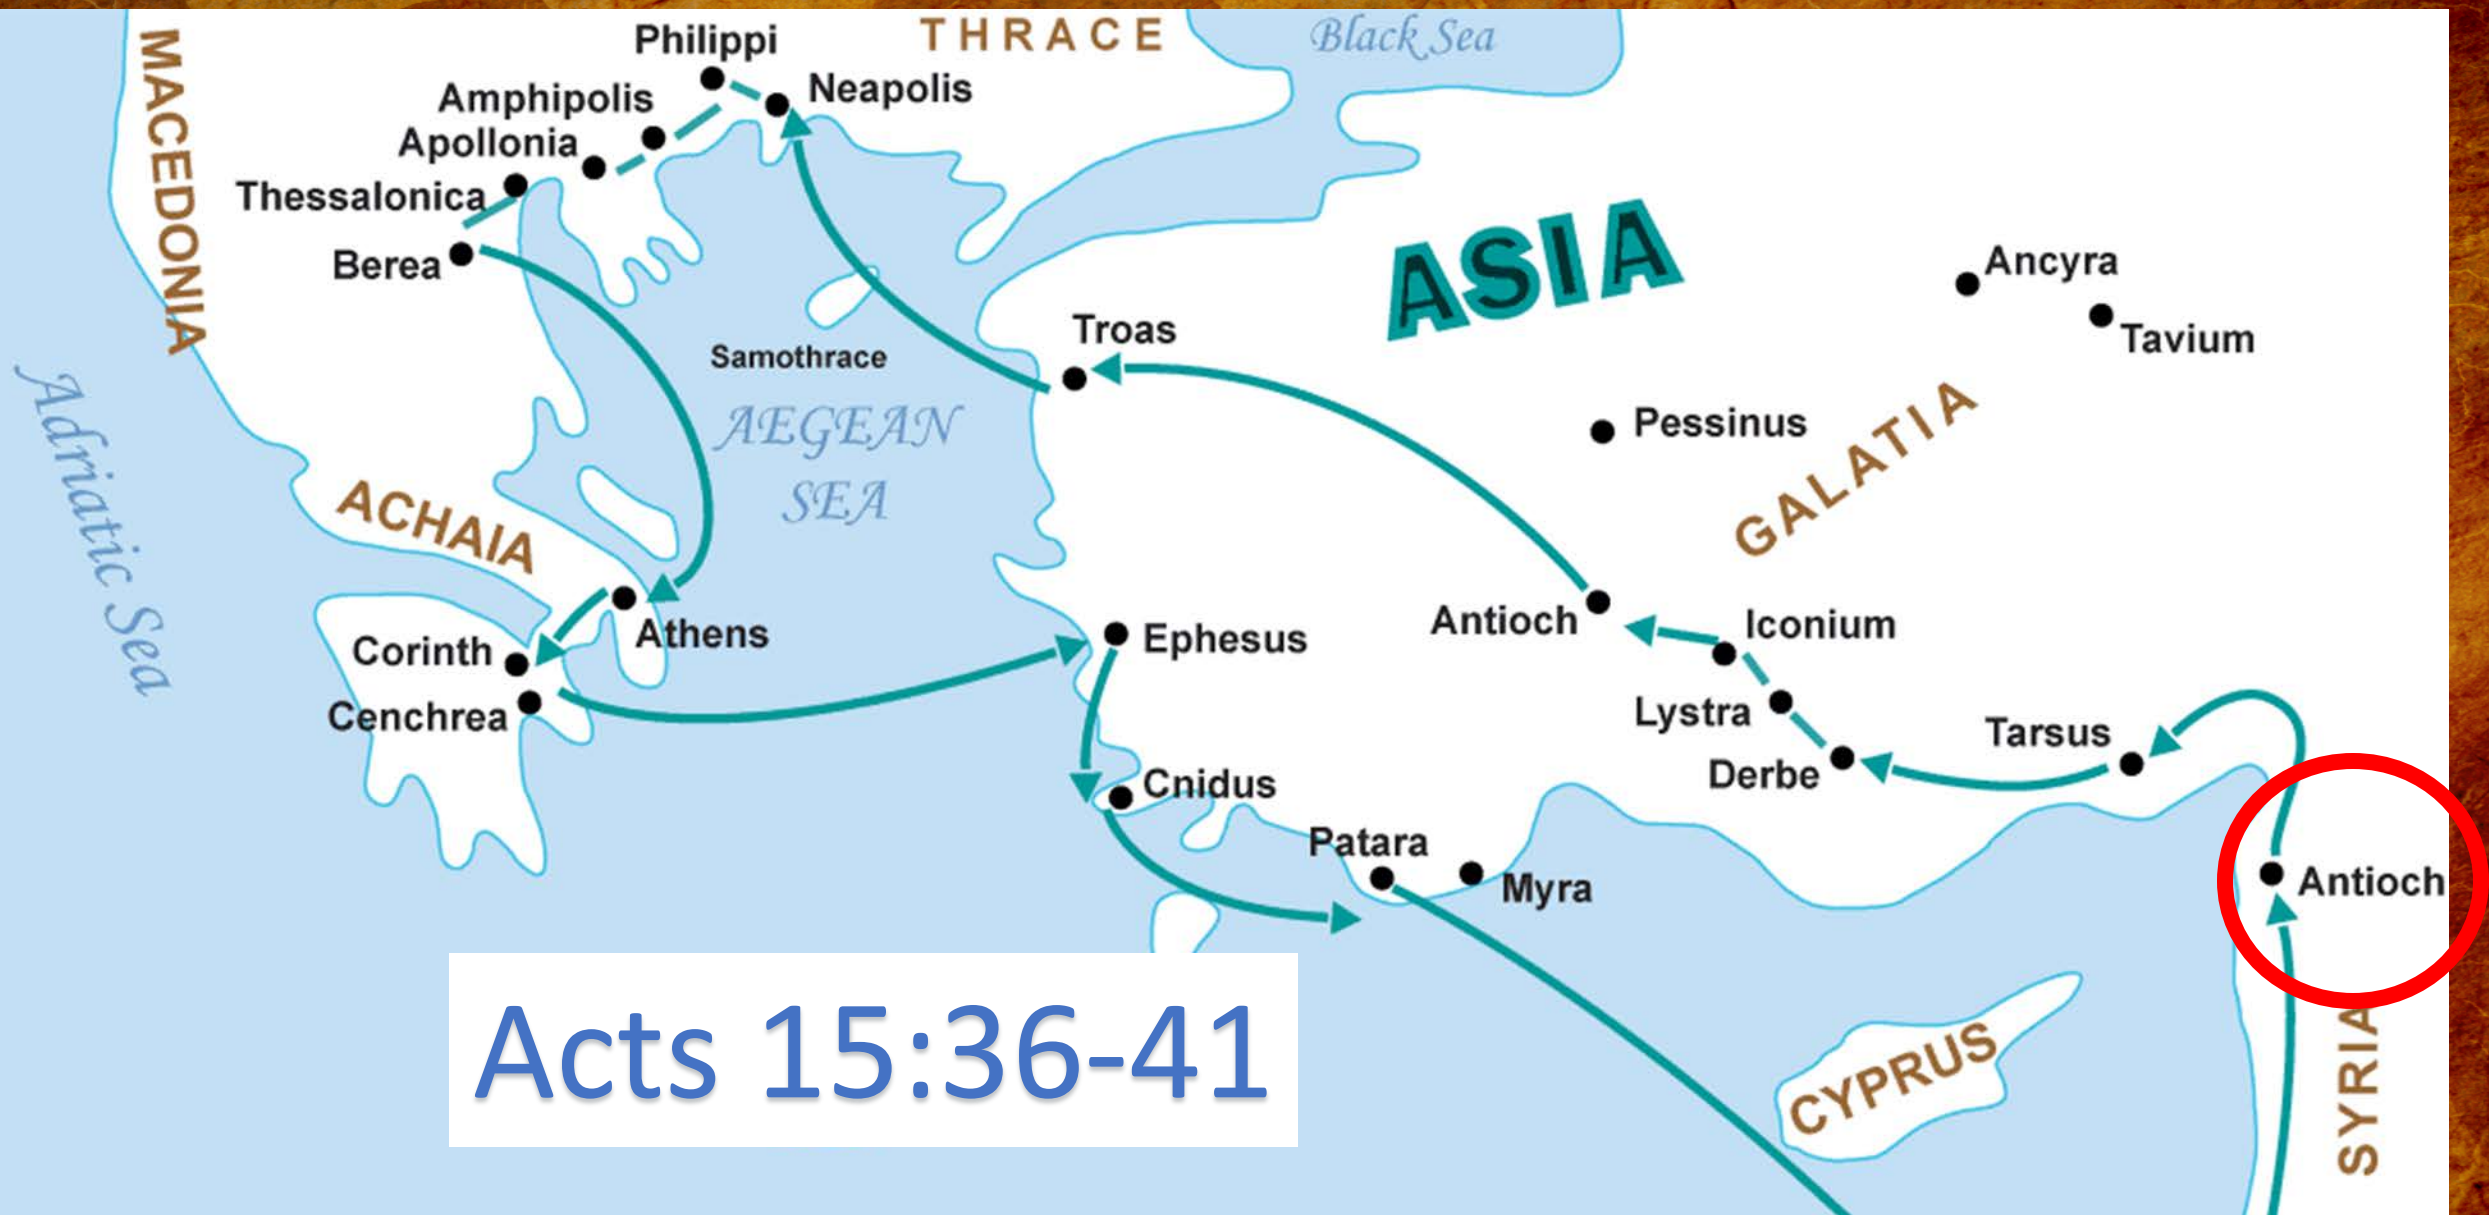 Philippi
THRACE
Black Sea
MACEDONIA
Amphipolis
Neapolis
Apollonia
Thessalonica
Berea
ASIA
Ancyra
Tavium
Troas
Samothrace
AEGEAN
SEA
Pessinus
GALATIA
Adriatic Sea
ACHAIA
Athens
Corinth
Cenchrea
Ephesus
Antioch
Iconium
Lystra
Derbe
Tarsus
Cnidus
Patara
Myra
Antioch
CYPRUS
SYRIA
Acts 15:36-41